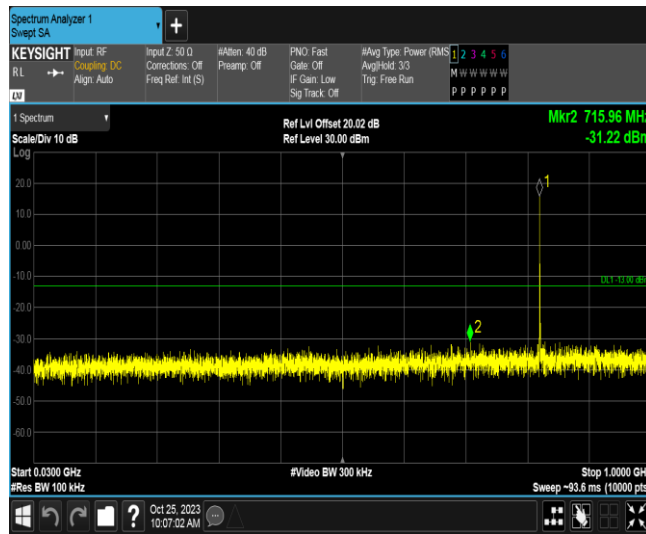 Spectrum Analyzer 1
Swept SA
+
KEYSIGHT
RL
LXI
Input: RF
Coupling: DC
Align: Auto
Input Z: 50 Ω
Corrections: Off
Freq Ref: Int (S)
#Atten: 40 dB
Preamp: Off
PNO: Fast
Gate: Off
IF Gain: Low
Sig Track: Off
#Avg Type: Power (RMS
Avg|Hold: 3/3
Trig: Free Run
1 2 3 4 5 6
M W W W W W
P P P P P P
1 Spectrum
Scale/Div 10 dB
Ref Lvl Offset 20.02 dB
Ref Level 30.00 dBm
Mkr2 715.96 MHz
-31.22 dBm
Log
20.0
10.0
0.00
-10.0
-20.0
-30.0
-40.0
-50.0
-60.0
1
2
DL1 -13.00 dBm
Start 0.0300 GHz
#Res BW 100 kHz
#Video BW 300 kHz
Stop 1.0000 GHz
Sweep ~93.6 ms (10000 pts)
?
Oct 25, 2023
10:07:02 AM